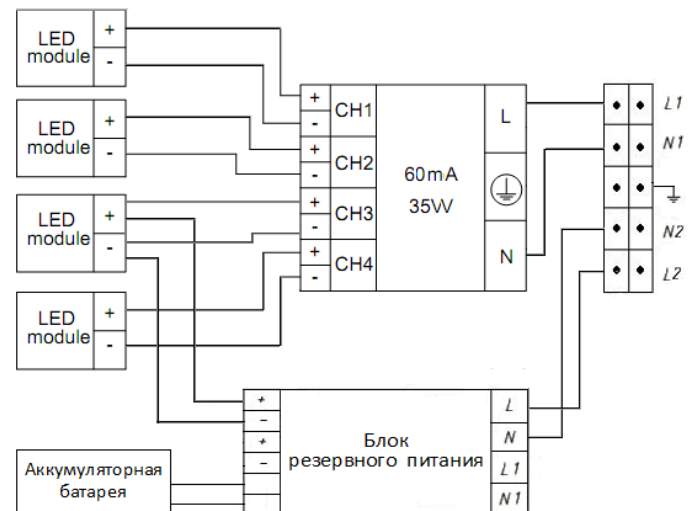 LED
module
+
-
LED
module
+
-
LED
module
+
-
LED
module
+
-
+
-
CH1
+
-
CH2
+
-
CH3
+
-
CH4
60mA
35W
L
N
L1
N1
N2
L2
+
-
+
-
Блок
резервного питания
L
N
L1
N1
Аккумуляторная
батарея